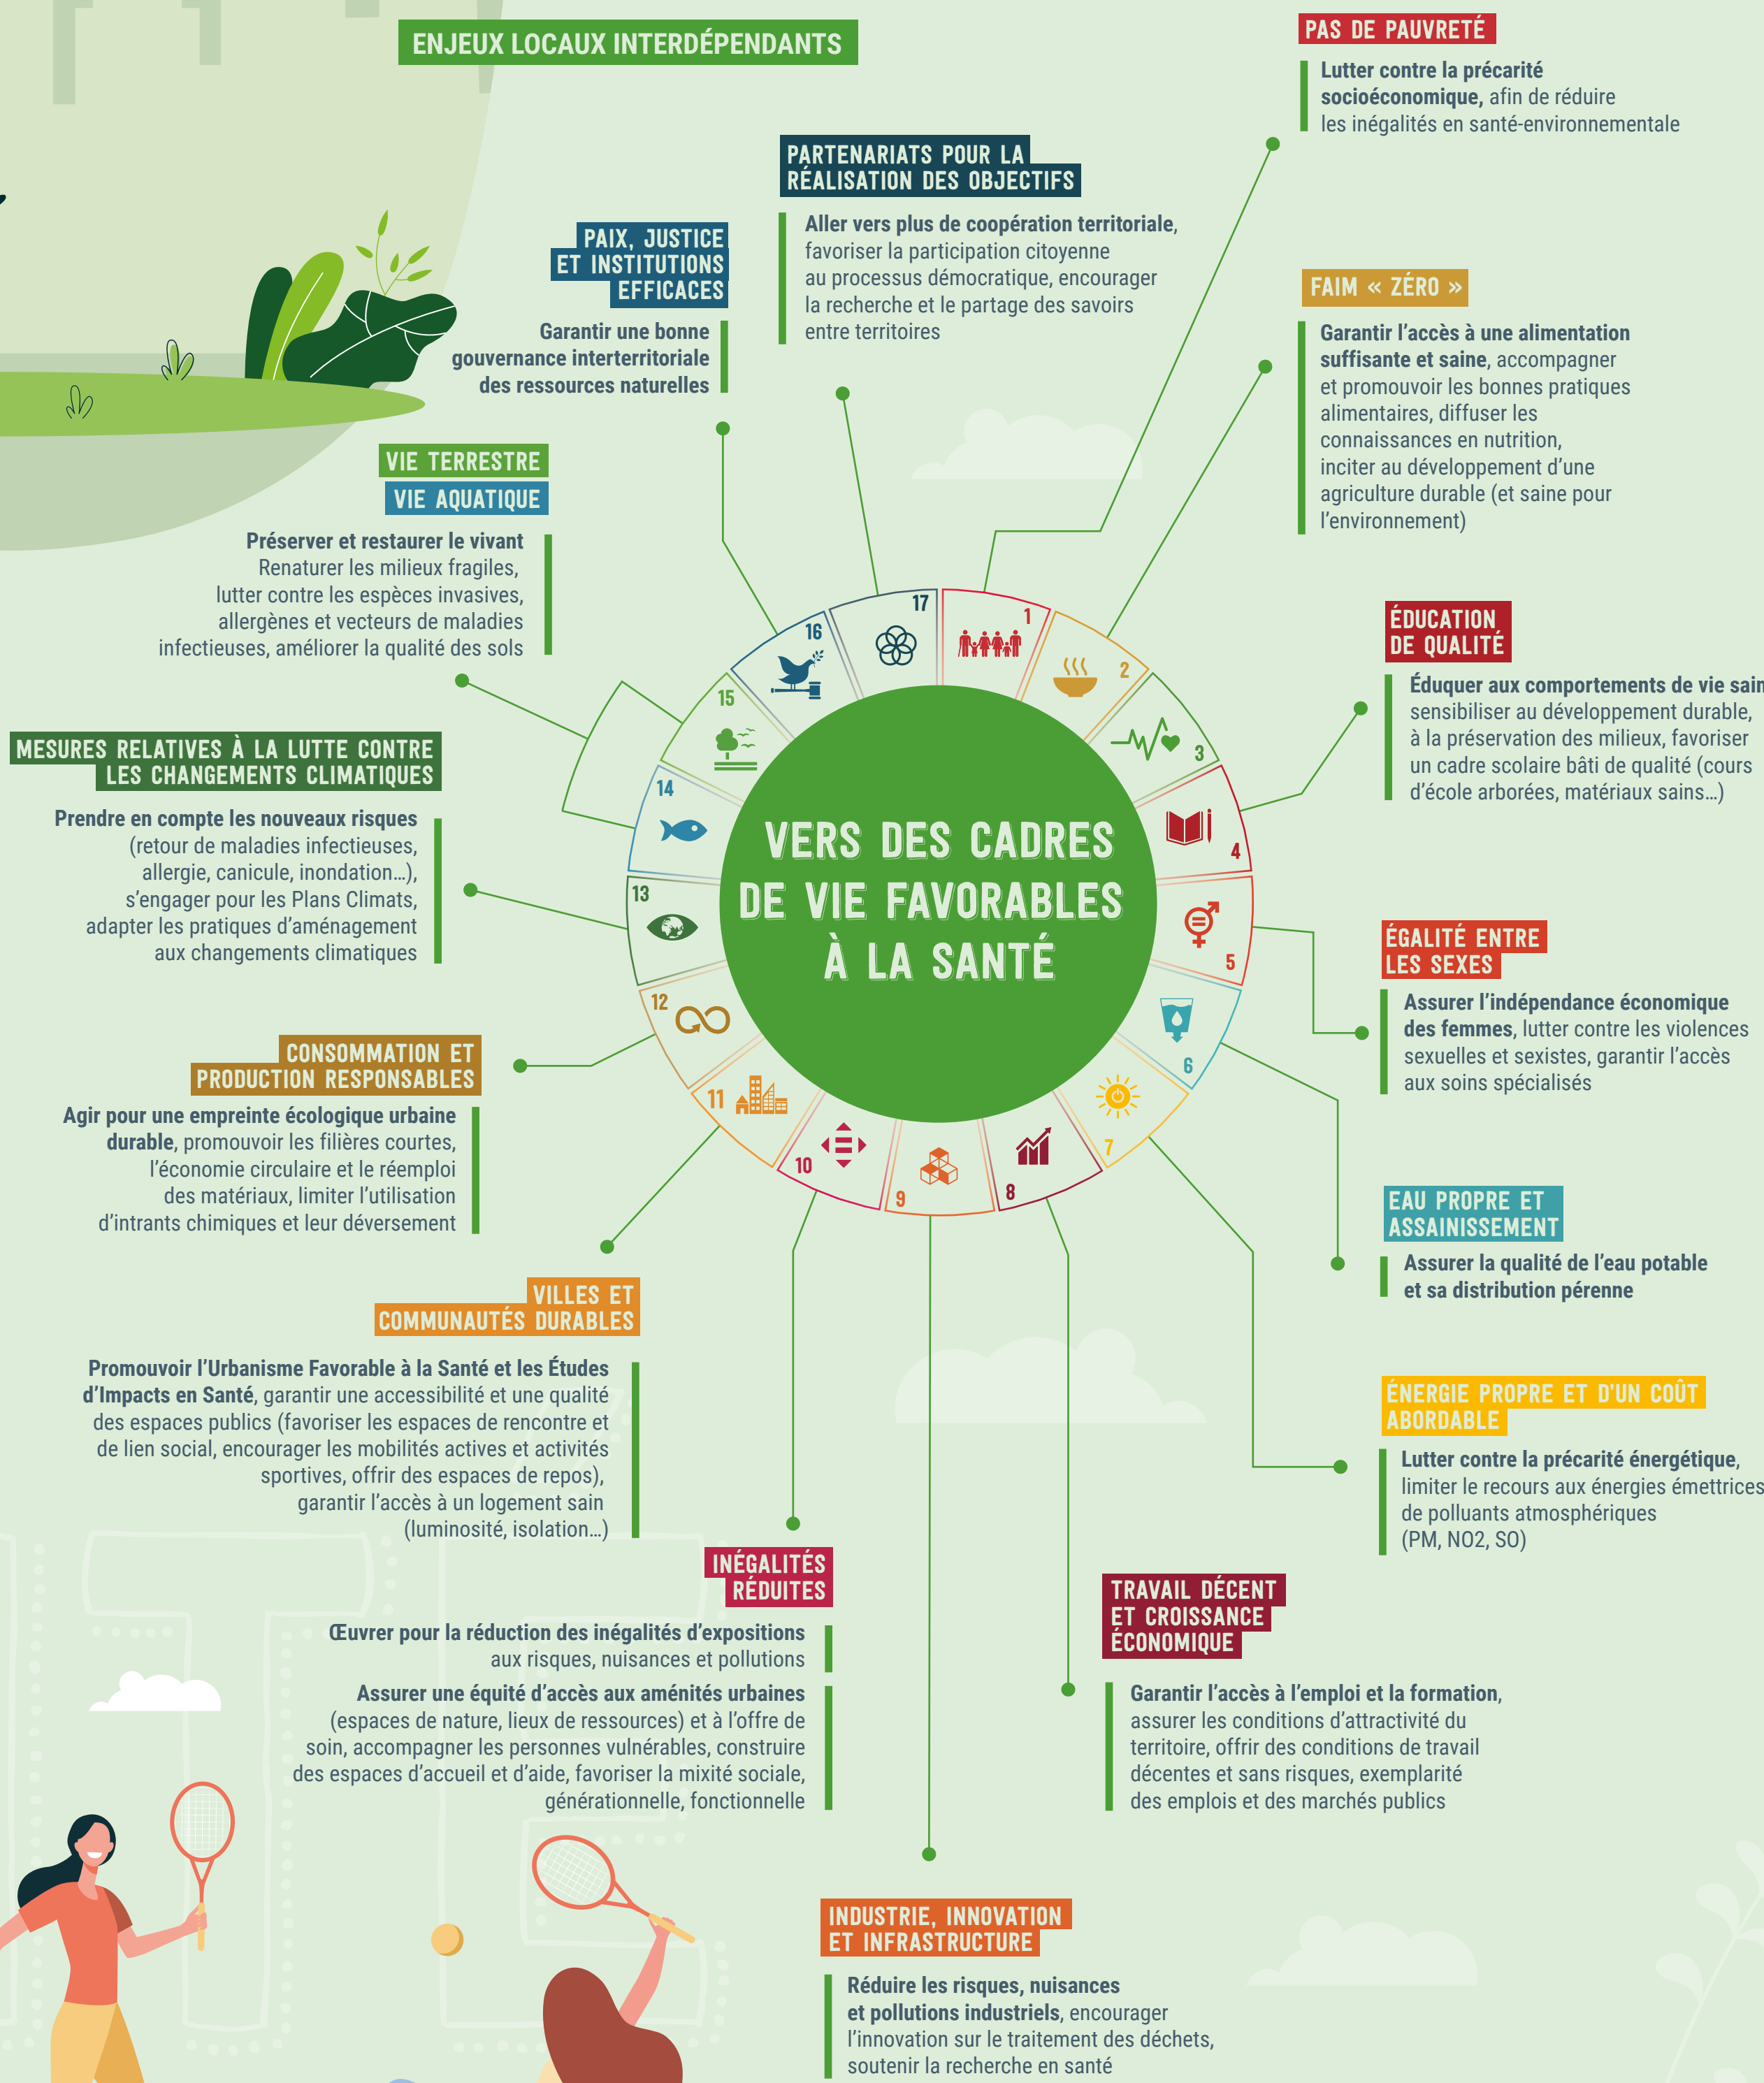 ENJEUX LOCAUX INTERDÉPENDANTS
PAS DE PAUVRETÉ
Lutter contre la précarité
socioéconomique, afin de réduire
les inégalités en santé-environnementale
PARTENARIATS POUR LA
RÉALISATION DES OBJECTIFS
Aller vers plus de coopération territoriale,
favoriser la participation citoyenne
au processus démocratique, encourager
la recherche et le partage des savoirs
entre territoires
PAIX, JUSTICE
ET INSTITUTIONS
EFFICACES
Garantir une bonne
gouvernance interterritoriale
des ressources naturelles
FAIM « ZÉRO »
Garantir l'accès à une alimentation
suffisante et saine, accompagner
et promouvoir les bonnes pratiques
alimentaires, diffuser les
connaissances en nutrition,
inciter au développement d'une
agriculture durable (et saine pour
l'environnement)
VIE TERRESTRE
VIE AQUATIQUE
Préserver et restaurer le vivant
Renaturer les milieux fragiles,
lutter contre les espèces invasives,
allergènes et vecteurs de maladies
infectieuses, améliorer la qualité des sols
ÉDUCATION
DE QUALITÉ
Éduquer aux comportements de vie sain
sensibiliser au développement durable,
à la préservation des milieux, favoriser
un cadre scolaire bâti de qualité (cours
d'école arborées, matériaux sains…)
MESURES RELATIVES À LA LUTTE CONTRE
LES CHANGEMENTS CLIMATIQUES
Prendre en compte les nouveaux risques
(retour de maladies infectieuses,
allergie, canicule, inondation…),
s'engager pour les Plans Climats,
adapter les pratiques d'aménagement
aux changements climatiques
17
1
16
2
15
3
14
4
13
5
12
6
11
7
10
8
9
VERS DES CADRES
DE VIE FAVORABLES
À LA SANTÉ
ÉGALITÉ ENTRE
LES SEXES
Assurer l'indépendance économique
des femmes, lutter contre les violences
sexuelles et sexistes, garantir l'accès
aux soins spécialisés
CONSOMMATION ET
PRODUCTION RESPONSABLES
Agir pour une empreinte écologique urbaine
durable, promouvoir les filières courtes,
l'économie circulaire et le réemploi
des matériaux, limiter l'utilisation
d'intrants chimiques et leur déversement
EAU PROPRE ET
ASSAINISSEMENT
Assurer la qualité de l'eau potable
et sa distribution pérenne
VILLES ET
COMMUNAUTÉS DURABLES
Promouvoir l'Urbanisme Favorable à la Santé et les Études
d'Impacts en Santé, garantir une accessibilité et une qualité
des espaces publics (favoriser les espaces de rencontre et
de lien social, encourager les mobilités actives et activités
sportives, offrir des espaces de repos),
garantir l'accès à un logement sain
(luminosité, isolation…)
ÉNERGIE PROPRE ET D'UN COÛT
ABORDABLE
Lutter contre la précarité énergétique,
limiter le recours aux énergies émettrices
de polluants atmosphériques
(PM, NO2, SO)
INÉGALITÉS
RÉDUITES
Œuvrer pour la réduction des inégalités d'expositions
aux risques, nuisances et pollutions
Assurer une équité d'accès aux aménités urbaines
(espaces de nature, lieux de ressources) et à l'offre de
soin, accompagner les personnes vulnérables, construire
des espaces d'accueil et d'aide, favoriser la mixité sociale,
générationnelle, fonctionnelle
TRAVAIL DÉCENT
ET CROISSANCE
ÉCONOMIQUE
Garantir l'accès à l'emploi et la formation,
assurer les conditions d'attractivité du
territoire, offrir des conditions de travail
décentes et sans risques, exemplarité
des emplois et des marchés publics
INDUSTRIE, INNOVATION
ET INFRASTRUCTURE
Réduire les risques, nuisances
et pollutions industriels, encourager
l'innovation sur le traitement des déchets,
soutenir la recherche en santé